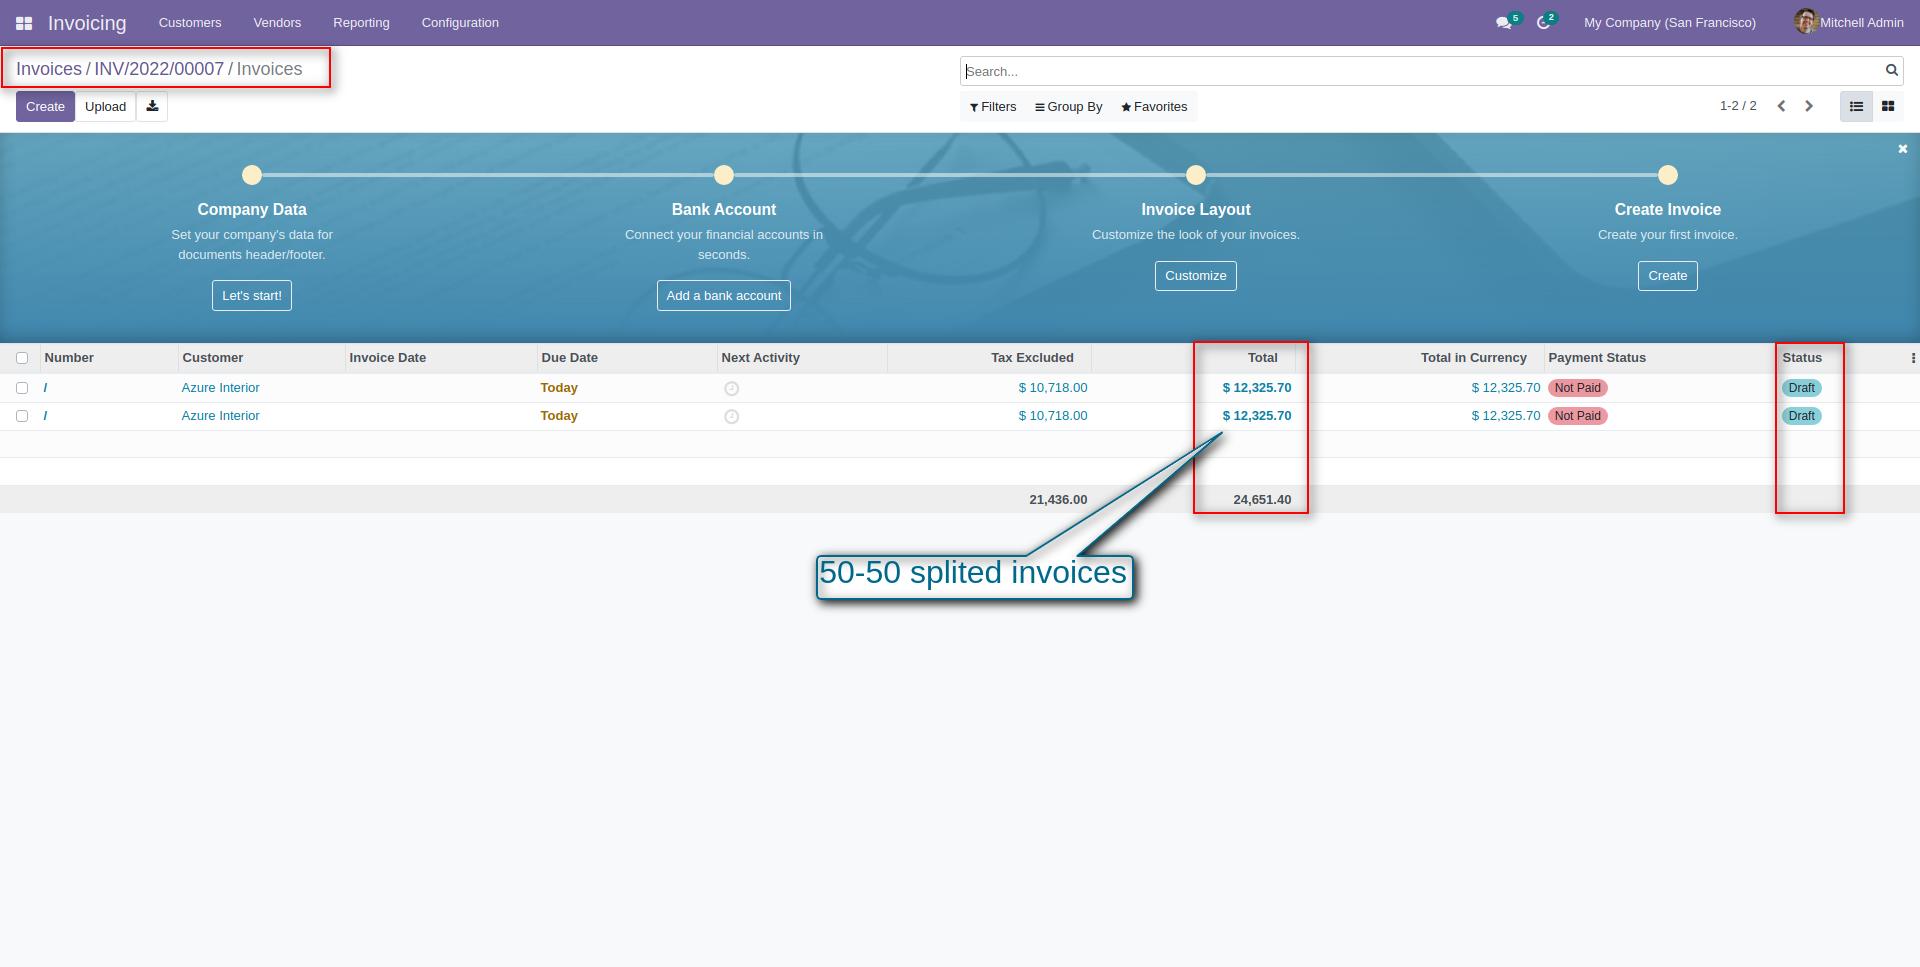 Invoicing Customers Vendors Reporting Configuration 5 2 My Company (San Francisco) Mitchell Admin
Invoices / INV/2022/00007 / Invoices
Search...
Create Upload
Filters Group By Favorites 1-2 / 2
Company Data
Set your company's data for
documents header/footer.
Let's start!
Bank Account
Connect your financial accounts in
seconds.
Add a bank account
Invoice Layout
Customize the look of your invoices.
Customize
Create Invoice
Create your first invoice.
Create
Number Customer Invoice Date Due Date Next Activity Tax Excluded Total Total in Currency Payment Status Status
/ Azure Interior Today $ 10,718.00 $ 12,325.70 $ 12,325.70 Not Paid Draft
/ Azure Interior Today $ 10,718.00 $ 12,325.70 $ 12,325.70 Not Paid Draft
21,436.00 24,651.40
50-50 splited invoices